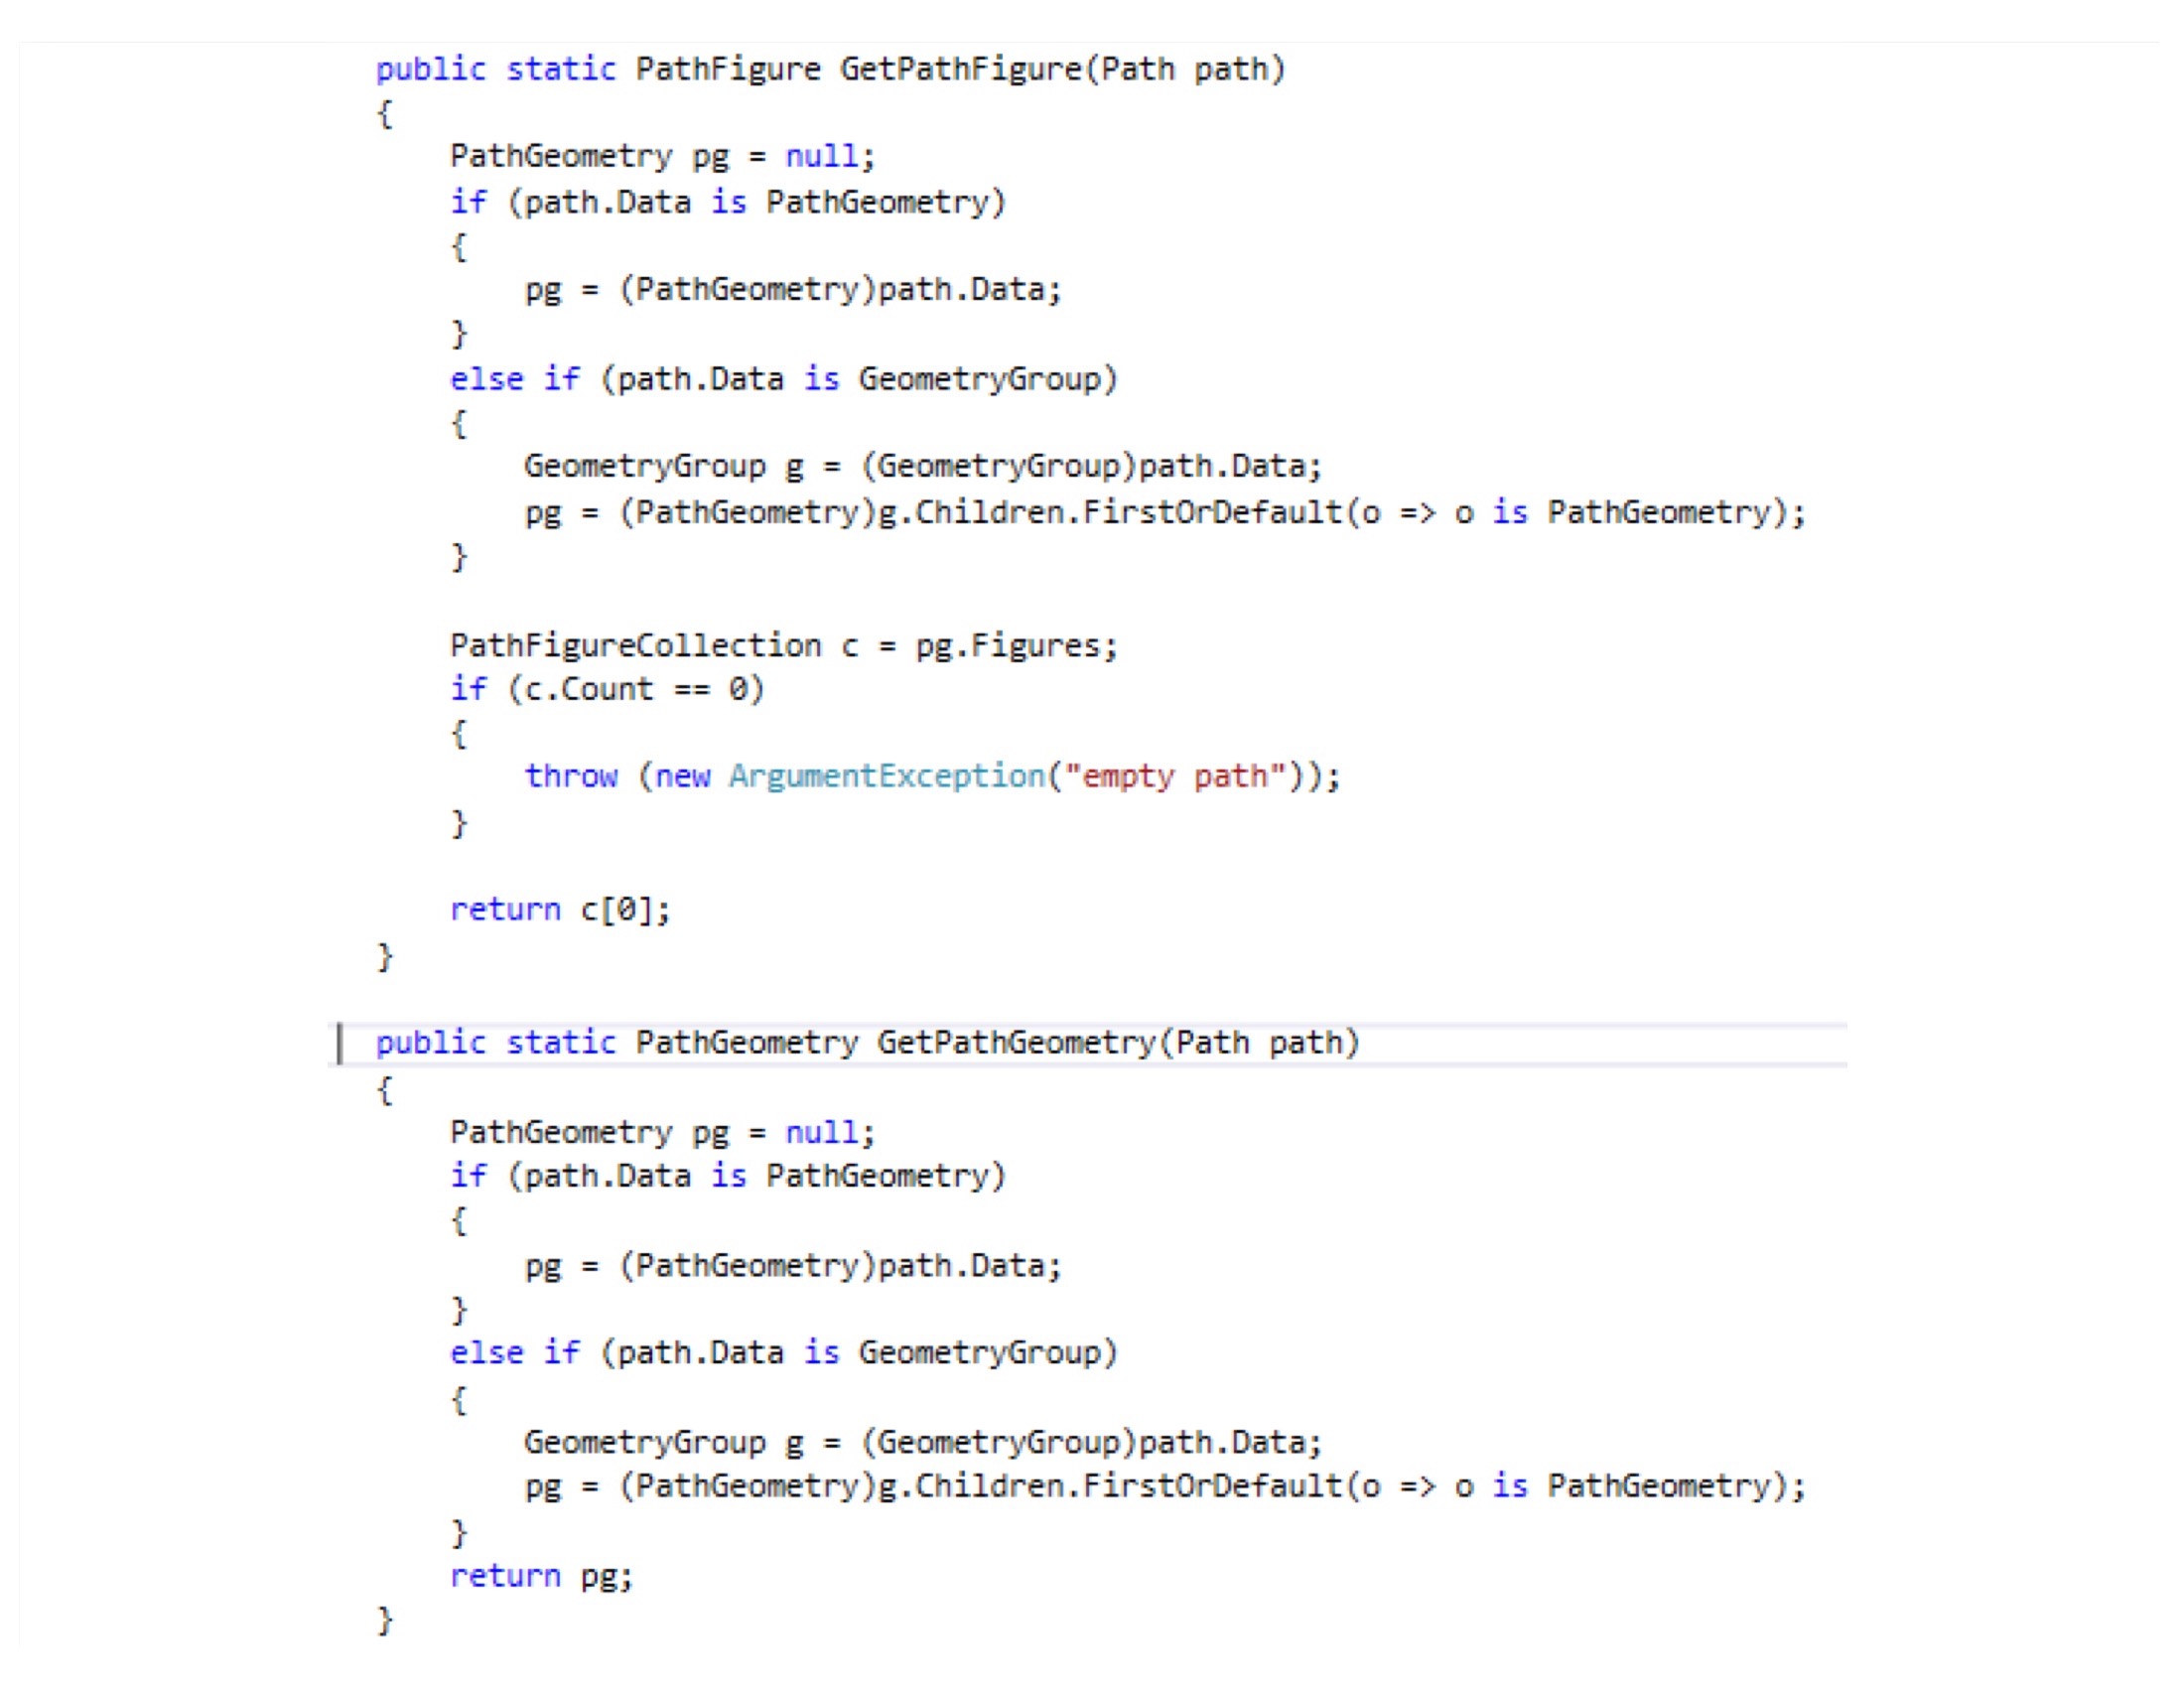 public static PathFigure GetPathFigure(Path path)
{
PathGeometry pg = null;
if (path.Data is PathGeometry)
{
pg = (PathGeometry)path.Data;
}
else if (path.Data is GeometryGroup)
{
GeometryGroup g = (GeometryGroup)path.Data;
pg = (PathGeometry)g.Children.FirstOrDefault(o => o is PathGeometry);
}
PathFigureCollection c = pg.Figures;
if (c.Count == 0)
{
throw (new ArgumentException("empty path"));
}
return c[0];
}
public static PathGeometry GetPathGeometry(Path path)
{
PathGeometry pg = null;
if (path.Data is PathGeometry)
{
pg = (PathGeometry)path.Data;
}
else if (path.Data is GeometryGroup)
{
GeometryGroup g = (GeometryGroup)path.Data;
pg = (PathGeometry)g.Children.FirstOrDefault(o => o is PathGeometry);
}
return pg;
}